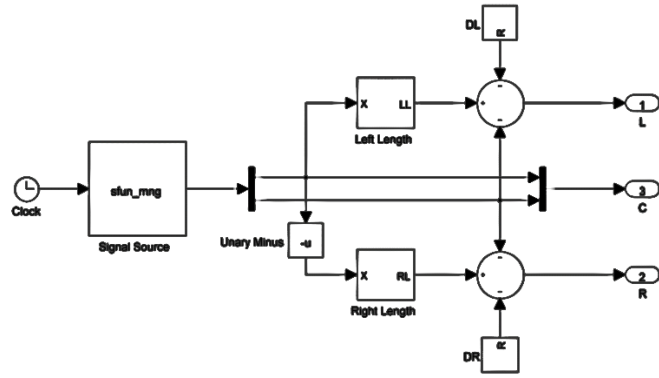 DL
R
X LL
Left Length
+ - -
1
L
sfun_mng
Clock
Signal Source
3
C
Unary Minus
-u
X RL
Right Length
- + -
2
R
DR
R